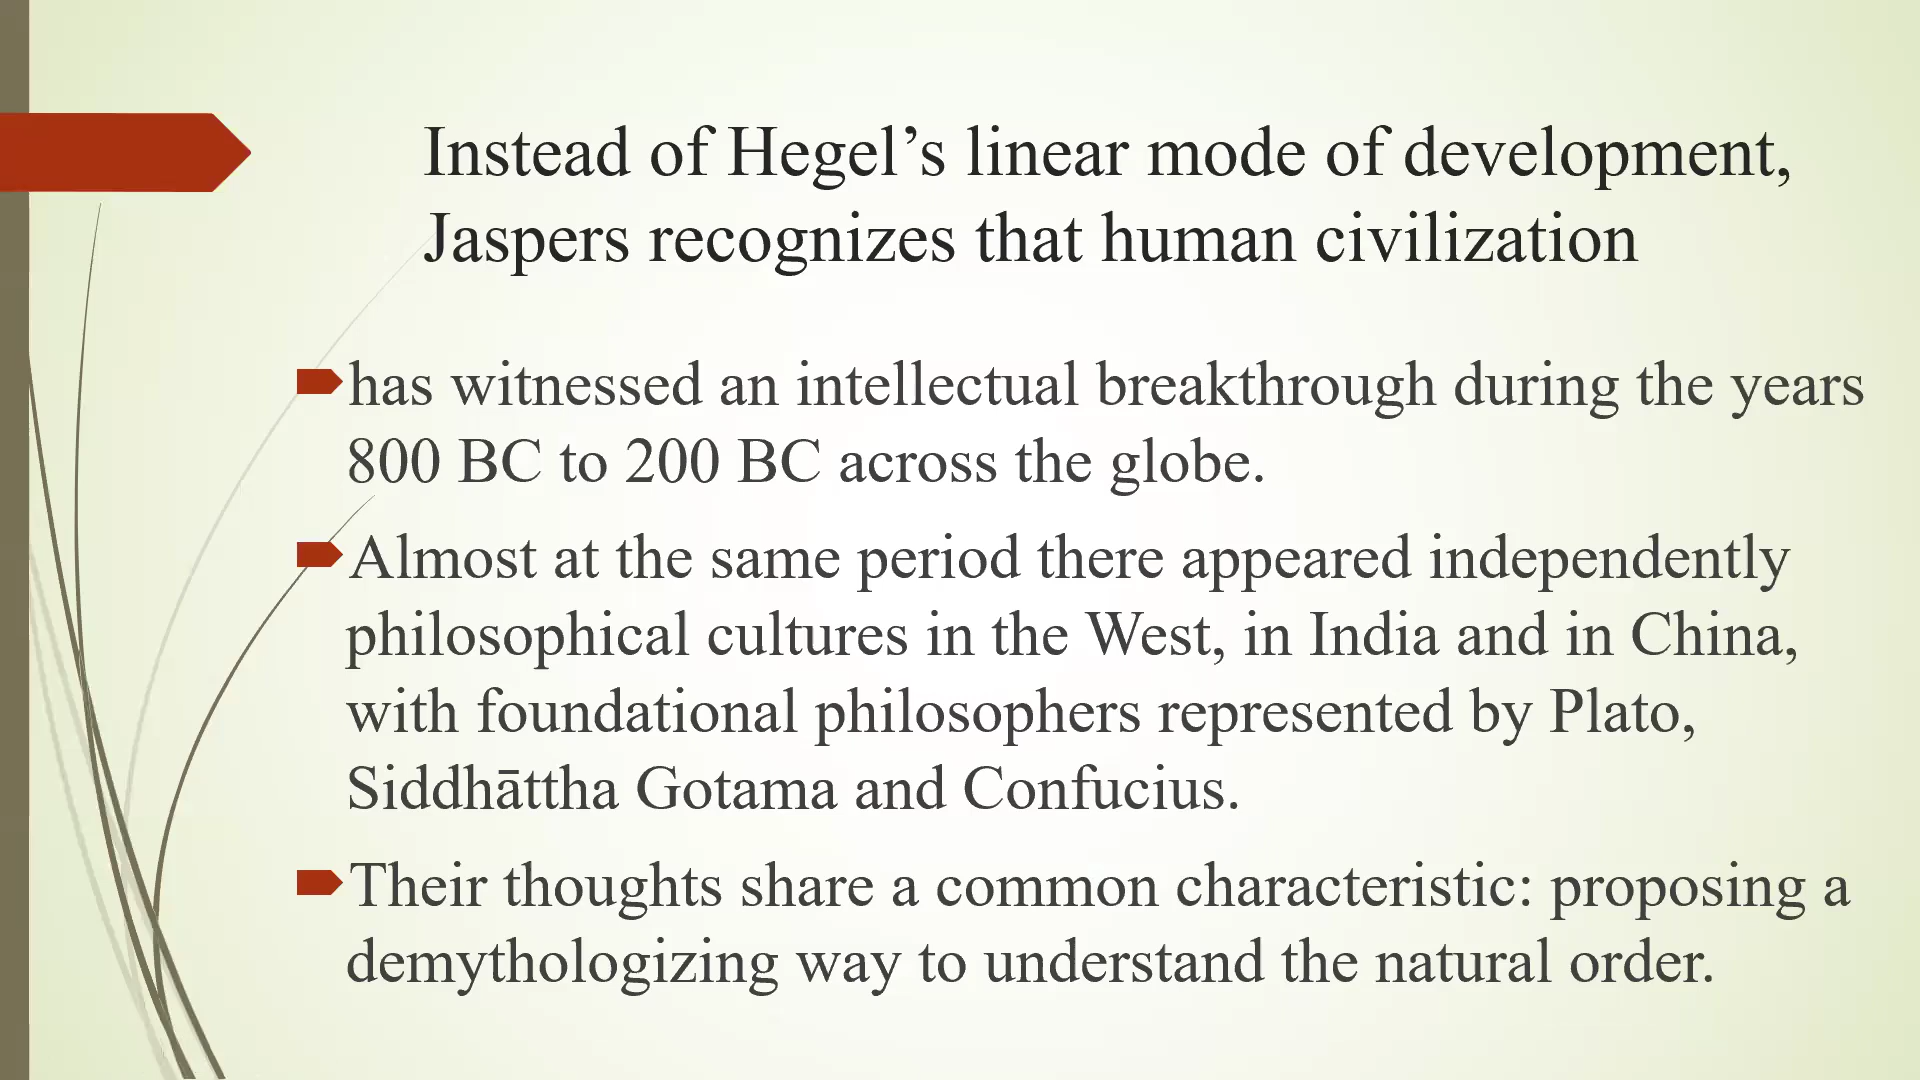 Instead of Hegel’s linear mode of development,
Jaspers recognizes that human civilization
has witnessed an intellectual breakthrough during the years
800 BC to 200 BC across the globe.
Almost at the same period there appeared independently
philosophical cultures in the West, in India and in China,
with foundational philosophers represented by Plato,
Siddhāttha Gotama and Confucius.
Their thoughts share a common characteristic: proposing a
demythologizing way to understand the natural order.